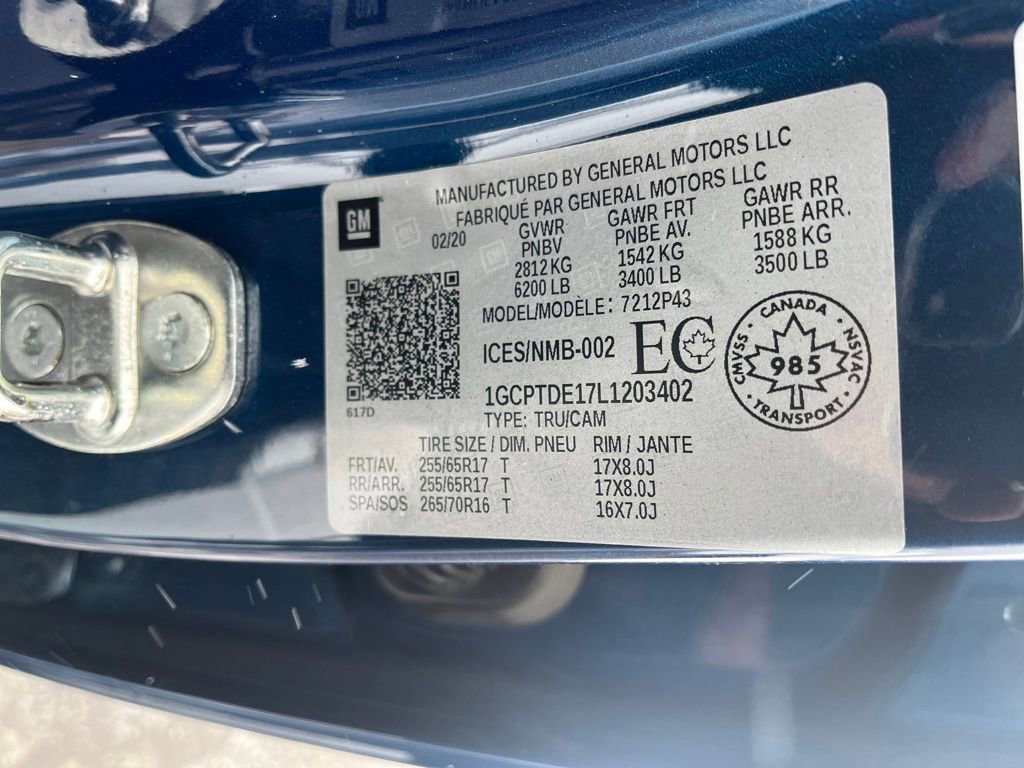 MANUFACTURED BY GENERAL MOTORS LLC
FABRIQUÉ PAR GENERAL MOTORS LLC
GM
02/20
GVWR GAWR FRT GAWR RR
PNBV PNBE AV. PNBE ARR.
2812 KG 1542 KG 1588 KG
6200 LB 3400 LB 3500 LB
MODEL/MODÈLE: 7212P43
ICES/NMB-002 EC
CANADA
CMVSS 985 NSVAC
TRANSPORT
1GCPTDE17L1203402
617D
TYPE: TRU/CAM
TIRE SIZE / DIM. PNEU RIM / JANTE
FRT/AV. 255/65R17 T 17X8.0J
RR/ARR. 255/65R17 T 17X8.0J
SPA/SOS 265/70R16 T 16X7.0J